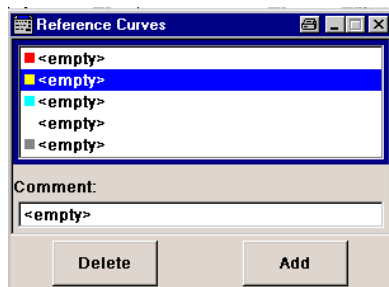 Reference Curves
<empty>
<empty>
<empty>
<empty>
<empty>
Comment:
<empty>
Delete
Add